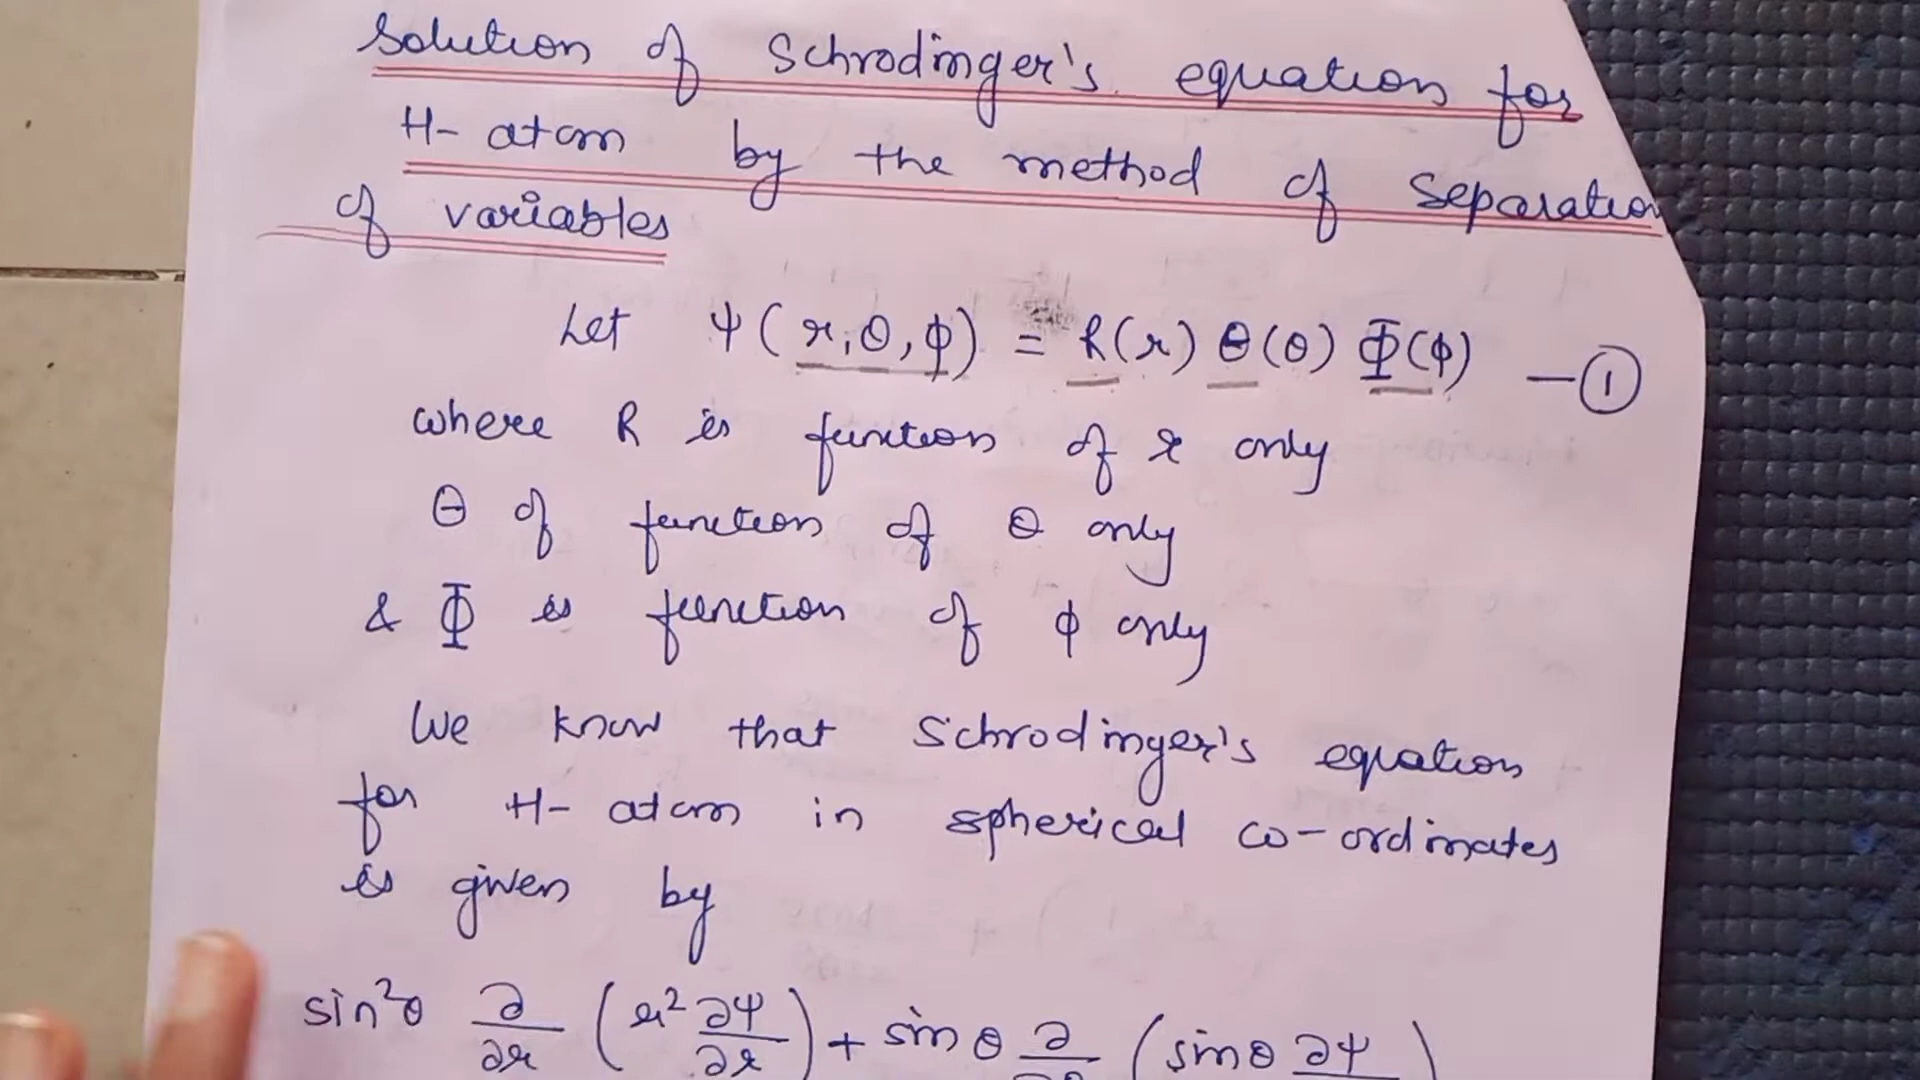 Solution of Schrodinger's equation for
H-atom by the method of Separation
of variables
Let ψ(r,θ,φ) = R(r) Θ(θ) Φ(φ) —①
where R is function of r only
Θ of function of θ only
& Φ is function of φ only
We know that Schrodinger's equation
for H-atom in spherical co-ordinates
is given by
sin²θ ∂/∂r (r² ∂ψ/∂r) + sinθ ∂/∂θ (sinθ ∂ψ